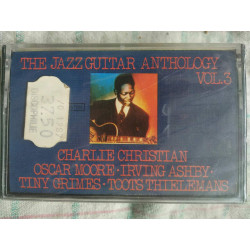 THE JAZZ GUITAR ANTHOLOGY
VOL.3
CHARLIE CHRISTIAN
OSCAR MOORE · IRVING ASHBY ·
TINY GRIMES · TOOTS THIELEMANS